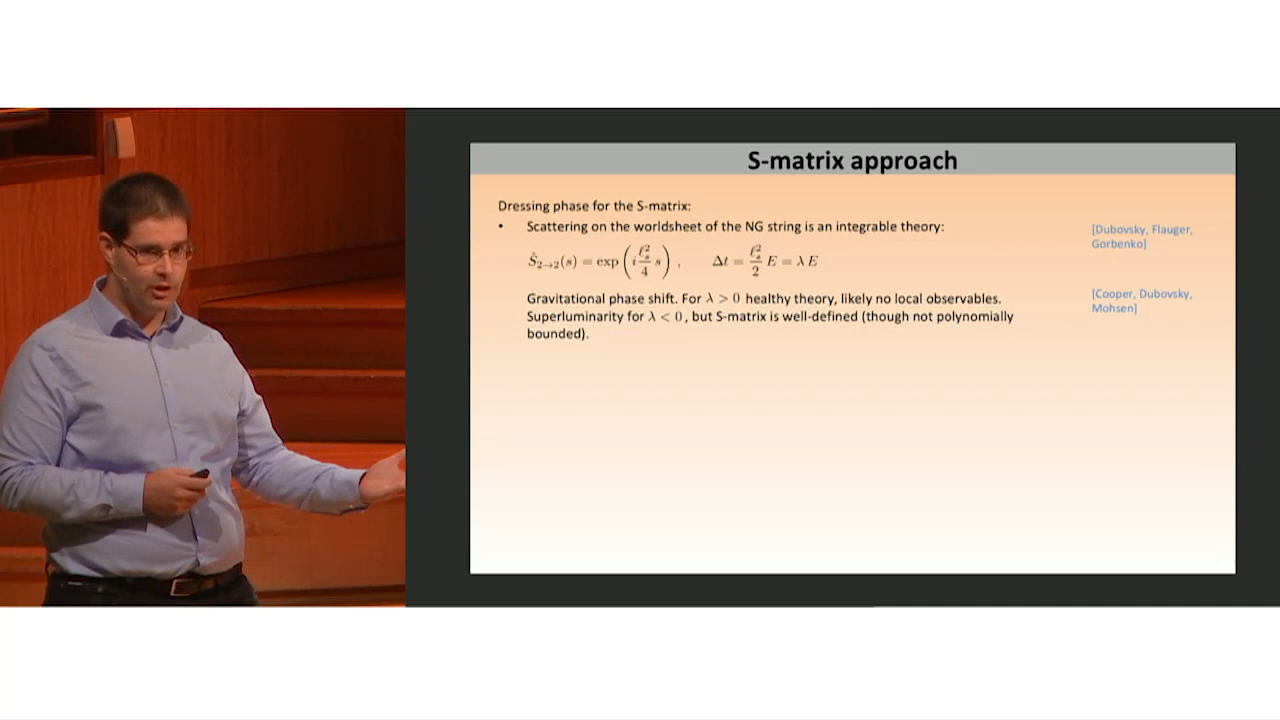 S-matrix approach
Dressing phase for the S-matrix:
• Scattering on the worldsheet of the NG string is an integrable theory:
[Dubovsky, Flauger,
Gorbenko]
Ŝ₂→₂(s) = exp(i ℓₛ²/4 s), Δt = ℓₛ²/2 E = λE
Gravitational phase shift. For λ > 0 healthy theory, likely no local observables.
[Cooper, Dubovsky,
Mohsen]
Superluminarity for λ < 0, but S-matrix is well-defined (though not polynomially
bounded).